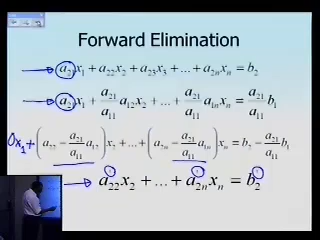 Forward Elimination
a₂₁x₁ + a₂₂x₂ + a₂₃x₃ + ... + a₂ₙxₙ = b₂
a₂₁x₁ + a₂₁/a₁₁ a₁₂x₂ + ... + a₂₁/a₁₁ a₁ₙxₙ = a₂₁/a₁₁ b₁
0x₁ + (a₂₂ − a₂₁/a₁₁ a₁₂)x₂ + ... + (a₂ₙ − a₂₁/a₁₁ a₁ₙ)xₙ = b₂ − a₂₁/a₁₁ b₁
a'₂₂x₂ + ... + a'₂ₙxₙ = b'₂